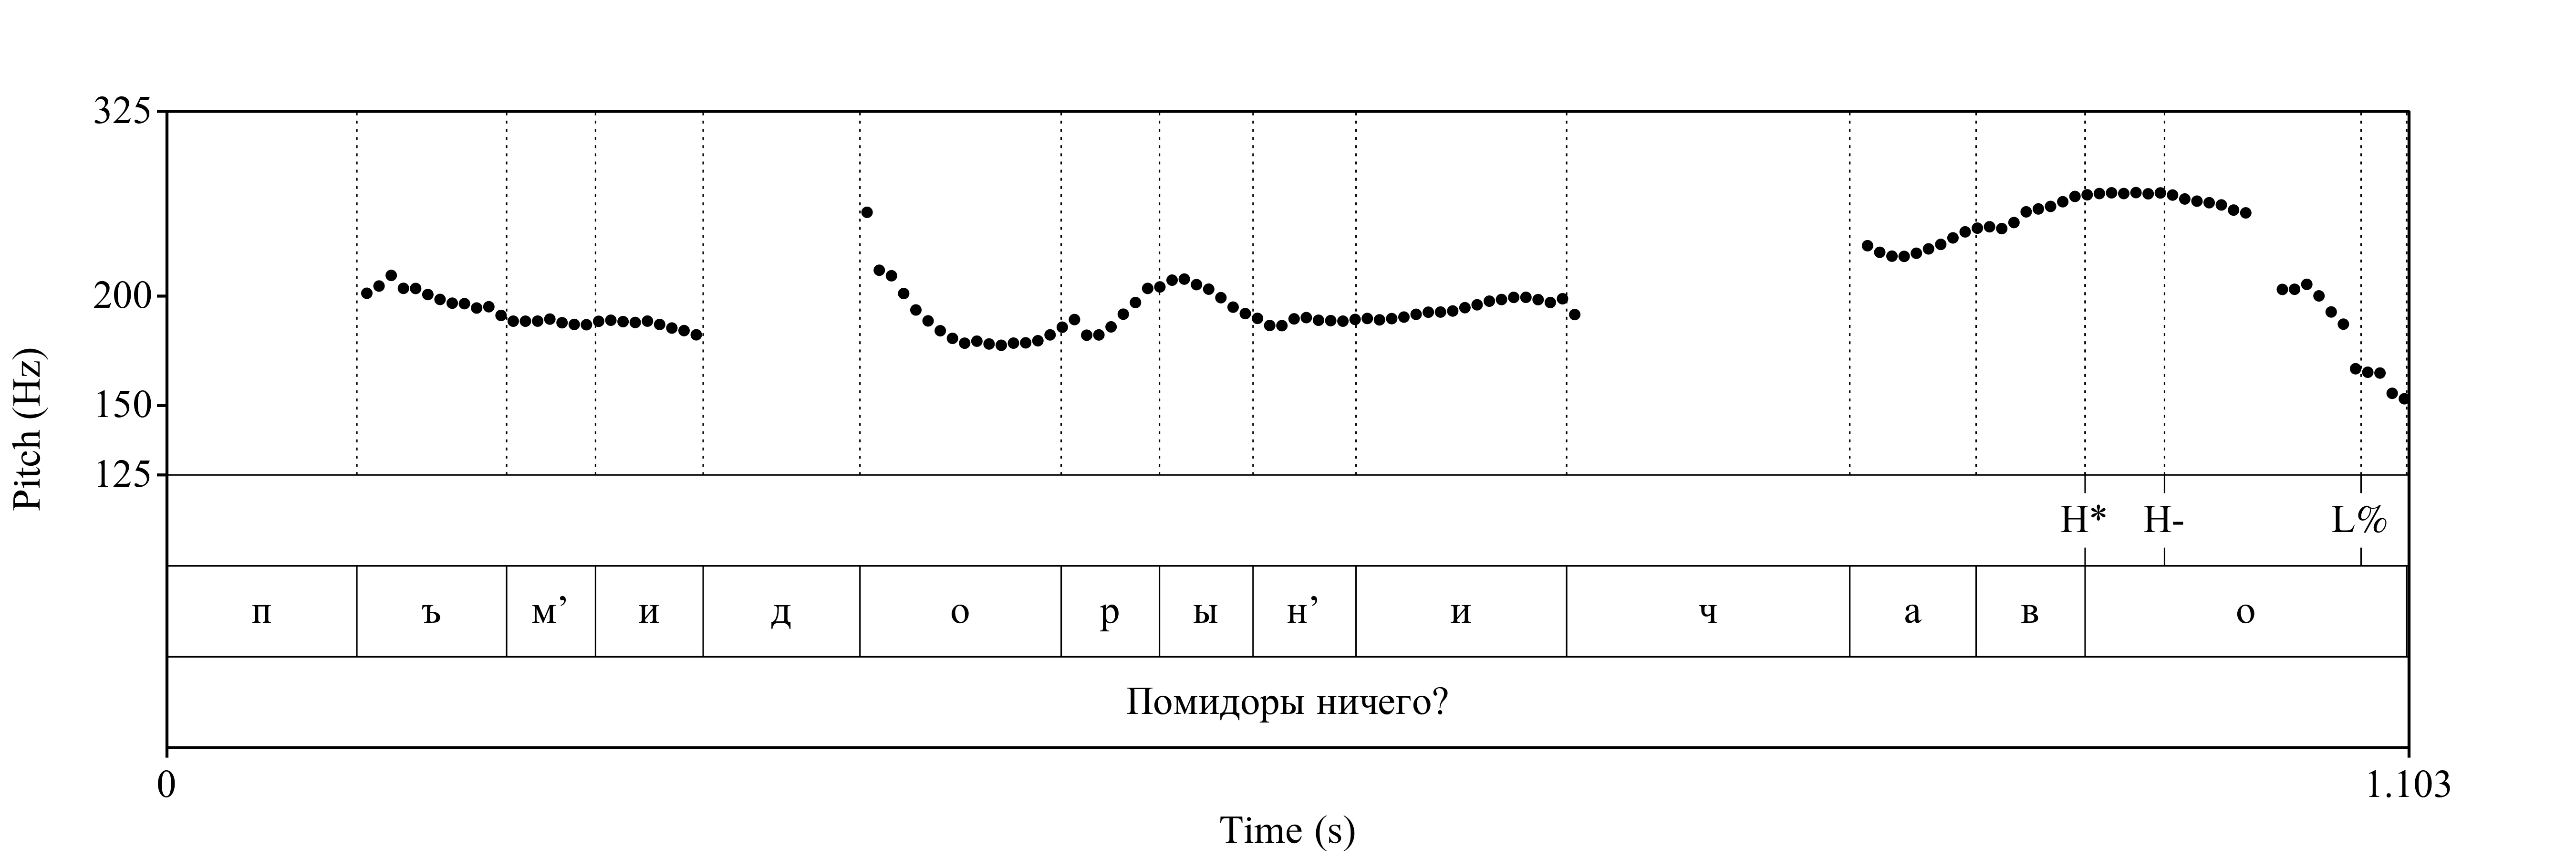 325
200
150
125
Pitch (Hz)
H* H- L%
п ъ м’ и д о р ы н’ и ч а в о
Помидоры ничего?
0 1.103
Time (s)